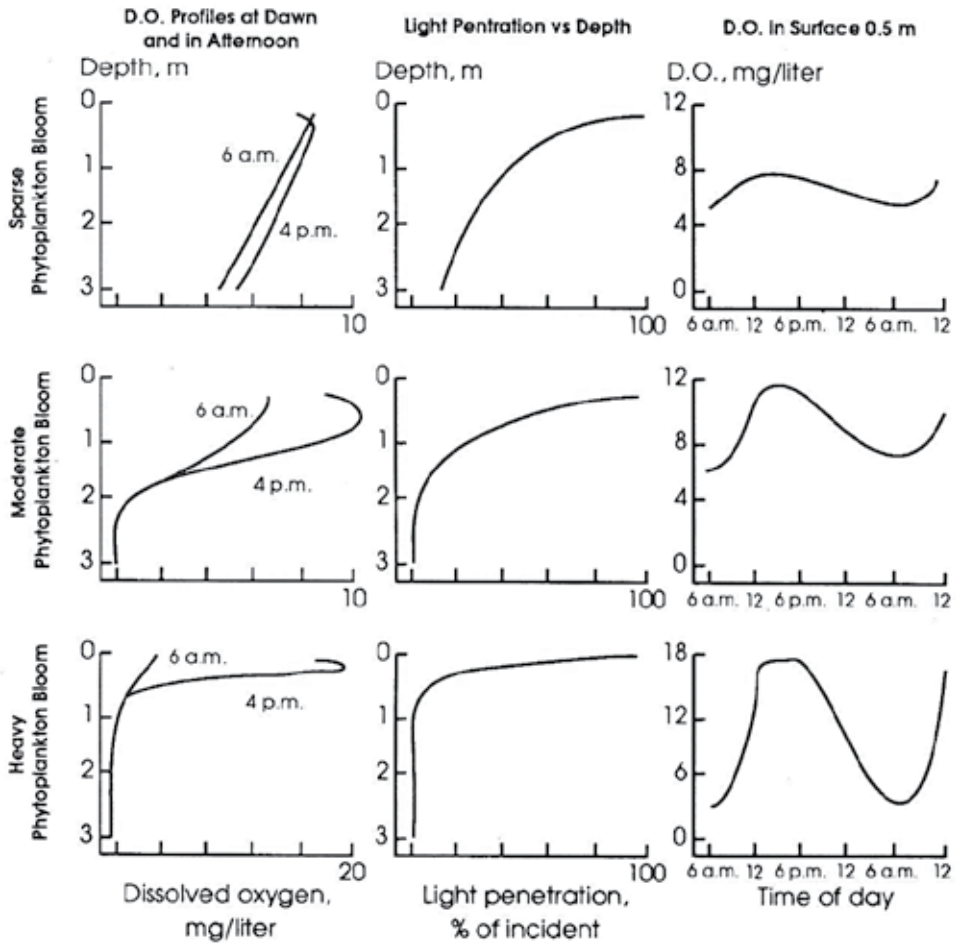 D.O. Profiles at Dawn
and in Afternoon
Light Pentration vs Depth
D.O. In Surface 0.5 m
Sparse
Phytoplankton Bloom
Depth, m
0
1
2
3
6 a.m.
4 p.m.
10
Depth, m
0
1
2
3
100
D.O., mg/liter
12
8
4
0
6 a.m. 12 6 p.m. 12 6 a.m. 12
Moderate
Phytoplankton Bloom
0
1
2
3
6 a.m.
4 p.m.
10
0
1
2
3
100
12
8
4
0
6 a.m. 12 6 p.m. 12 6 a.m. 12
Heavy
Phytoplankton Bloom
0
1
2
3
6 a.m.
4 p.m.
20
Dissolved oxygen,
mg/liter
0
1
2
3
100
Light penetration,
% of incident
18
12
6
0
6 a.m. 12 6 p.m. 12 6 a.m. 12
Time of day